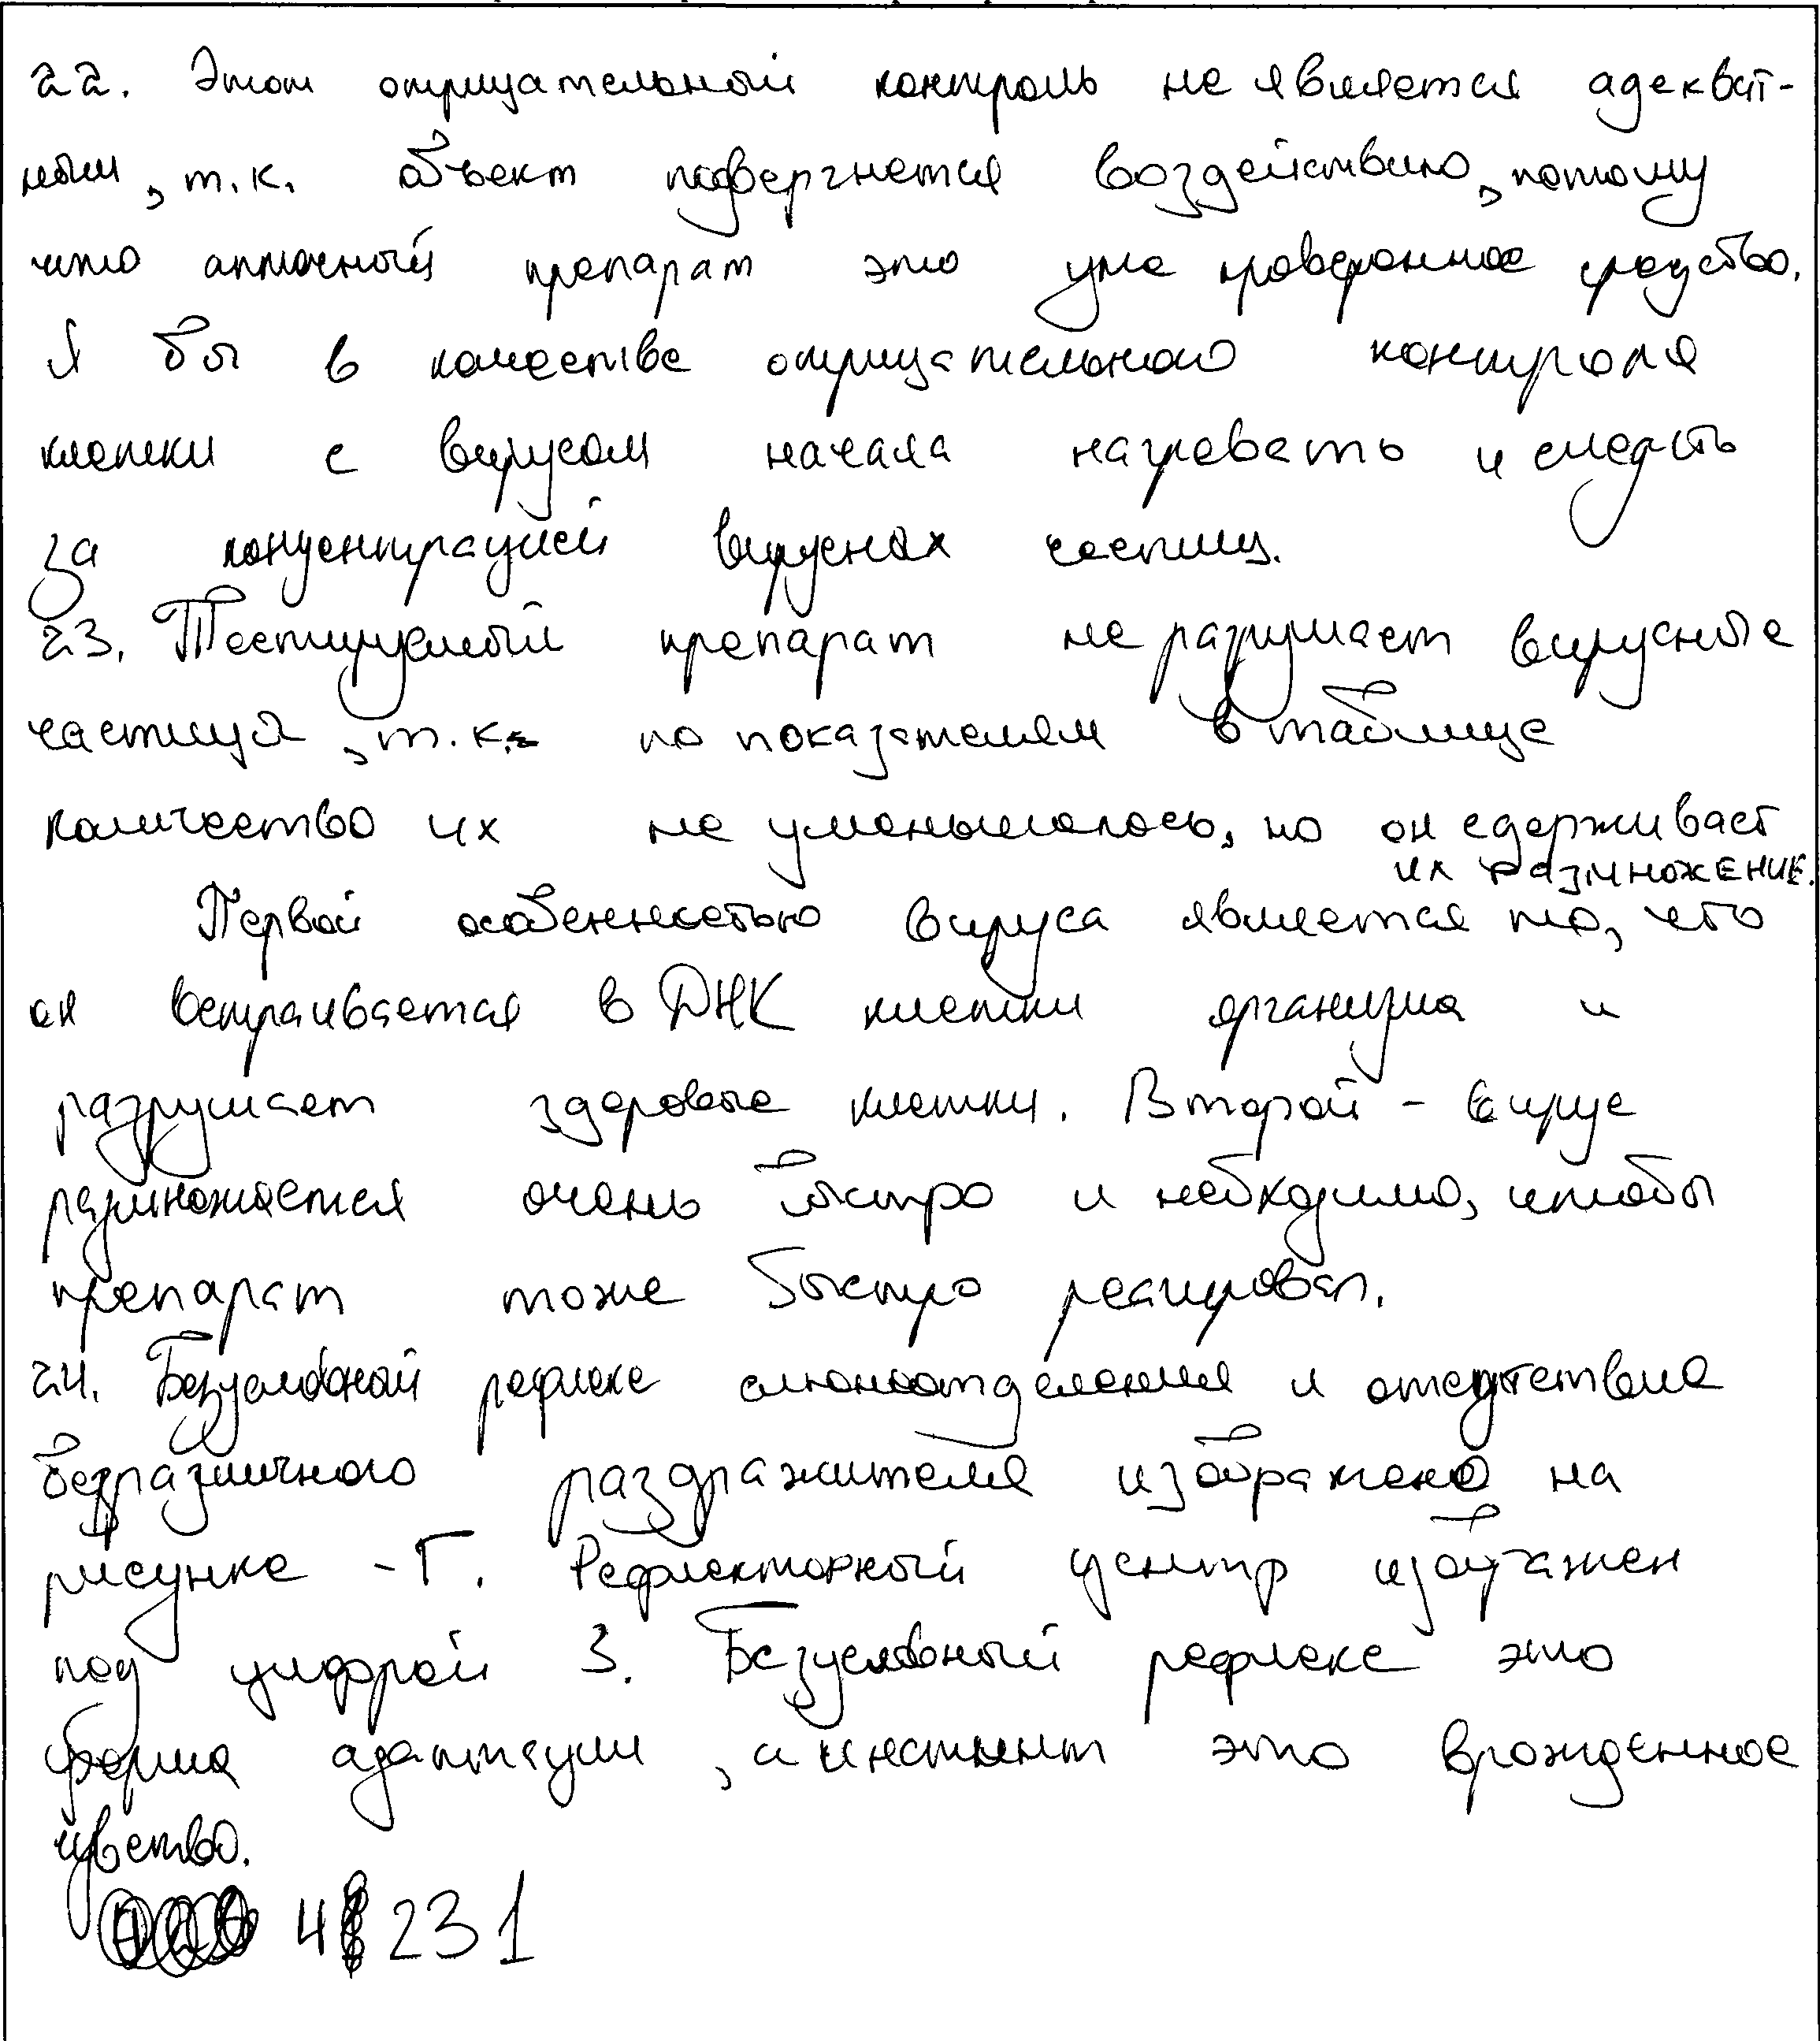 22. Этот отрицательный контроль не является адекват-
ным, т.к. объект подвергнется воздействию, потому
что аптечный препарат это уже проверенное средство.
Я бы в качестве отрицательного контроля
клетки с вирусом начала нагревать и следить
за концентрацией вирусных частиц.
23. Тестируемый препарат не разрушает вирусные
частицы, т.к. по показателям в таблице
количество их не уменьшалось, но он сдерживает
их размножение.
Первой особенностью вируса является то, что
он встраивается в ДНК клетки организма и
разрушает здоровые клетки. Второй - вирус
размножается очень быстро и необходимо, чтобы
препарат тоже быстро реагировал.
24. Безусловный рефлекс слюноотделения и отсутствие
безразличного раздражителя изображено на
рисунке - Г. Рефлекторный центр изображен
под цифрой 3. Безусловный рефлекс это
форма адаптации, а инстинкт это врожденное
чувство.
4 231